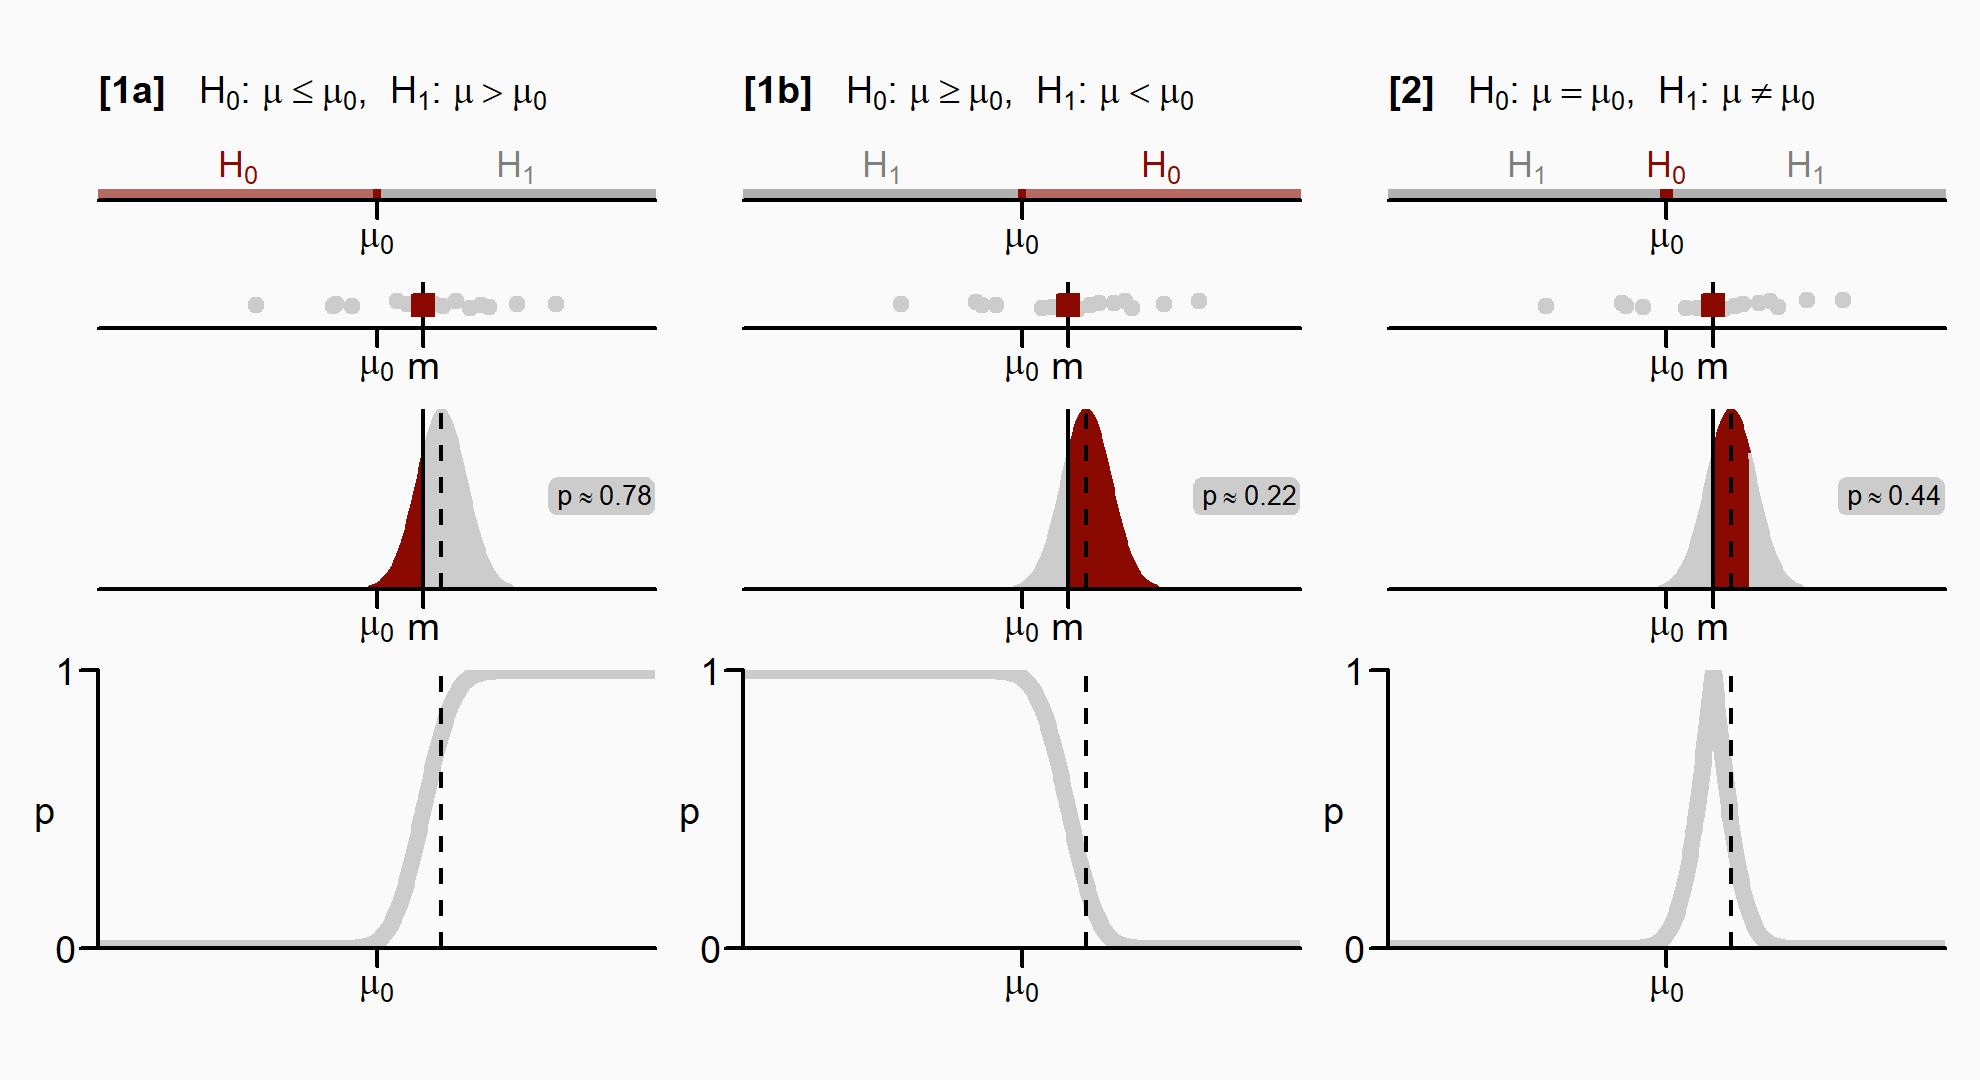 [1a] H₀: μ ≤ μ₀, H₁: μ > μ₀
H₀ H₁
μ₀
μ₀ m
p ≈ 0.78
μ₀ m
1
p
0
μ₀
[1b] H₀: μ ≥ μ₀, H₁: μ < μ₀
H₁ H₀
μ₀
μ₀ m
p ≈ 0.22
μ₀ m
1
p
0
μ₀
[2] H₀: μ = μ₀, H₁: μ ≠ μ₀
H₁ H₀ H₁
μ₀
μ₀ m
p ≈ 0.44
μ₀ m
1
p
0
μ₀